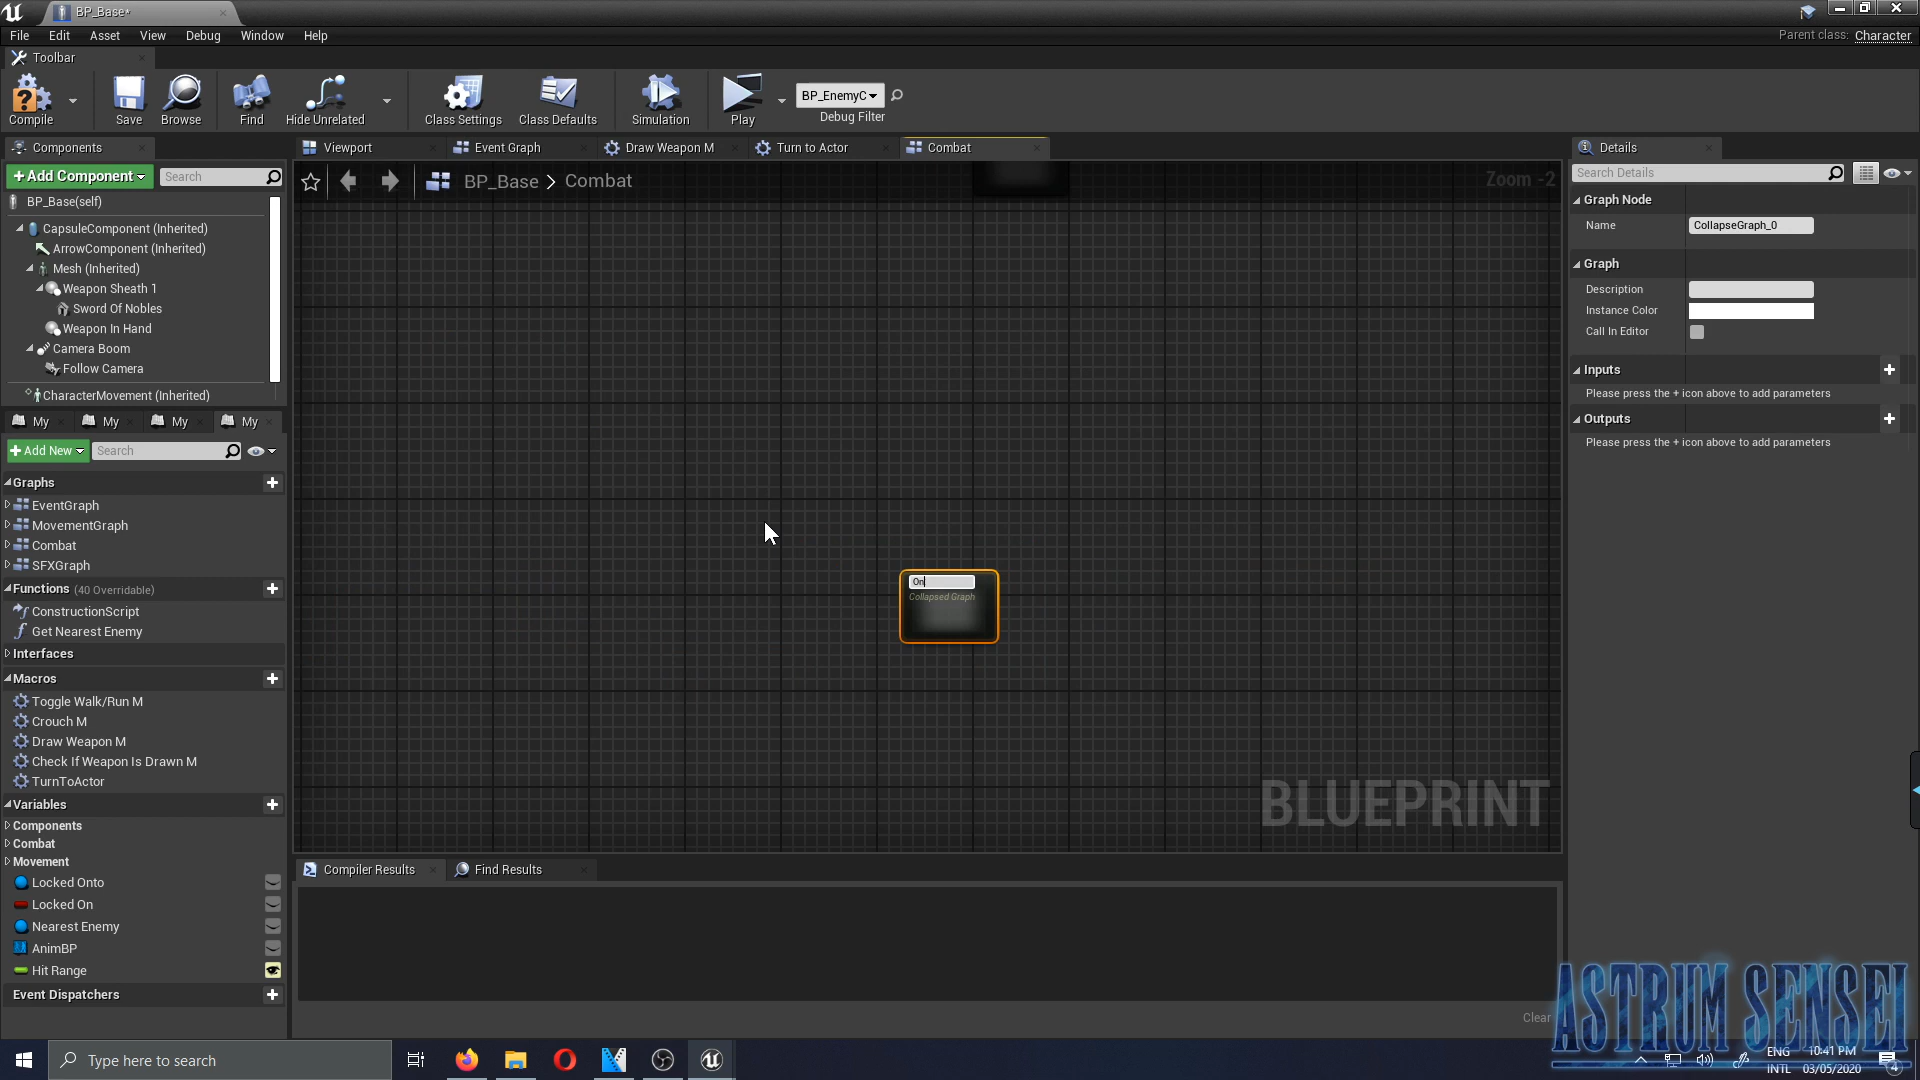 BP_Base*
File Edit Asset View Debug Window Help
Parent class: Character
Toolbar
Compile Save Browse Find Hide Unrelated Class Settings Class Defaults Simulation Play
BP_EnemyC
Debug Filter
Components
Viewport Event Graph Draw Weapon M Turn to Actor Combat
Details
+Add Component Search
BP_Base > Combat
Zoom -2
Search Details
BP_Base(self)
Graph Node
CapsuleComponent (Inherited)
Name CollapseGraph_0
ArrowComponent (Inherited)
Mesh (Inherited)
Graph
Weapon Sheath 1
Description
Sword Of Nobles
Instance Color
Weapon In Hand
Call In Editor
Camera Boom
Follow Camera
Inputs
CharacterMovement (Inherited)
Please press the + icon above to add parameters
My My My My
Outputs
Please press the + icon above to add parameters
+Add New Search
Graphs
EventGraph
MovementGraph
Combat
SFXGraph
Functions (40 Overridable)
On
Collapsed Graph
ConstructionScript
Get Nearest Enemy
Interfaces
Macros
Toggle Walk/Run M
Crouch M
Draw Weapon M
Check If Weapon Is Drawn M
TurnToActor
Variables
BLUEPRINT
Components
Combat
Movement
Compiler Results Find Results
Locked Onto
Locked On
Nearest Enemy
AnimBP
Hit Range
Event Dispatchers
ASTRUM SENSEI
Clear
Type here to search
ENG
INTL
10:41 PM
03/05/2020
4